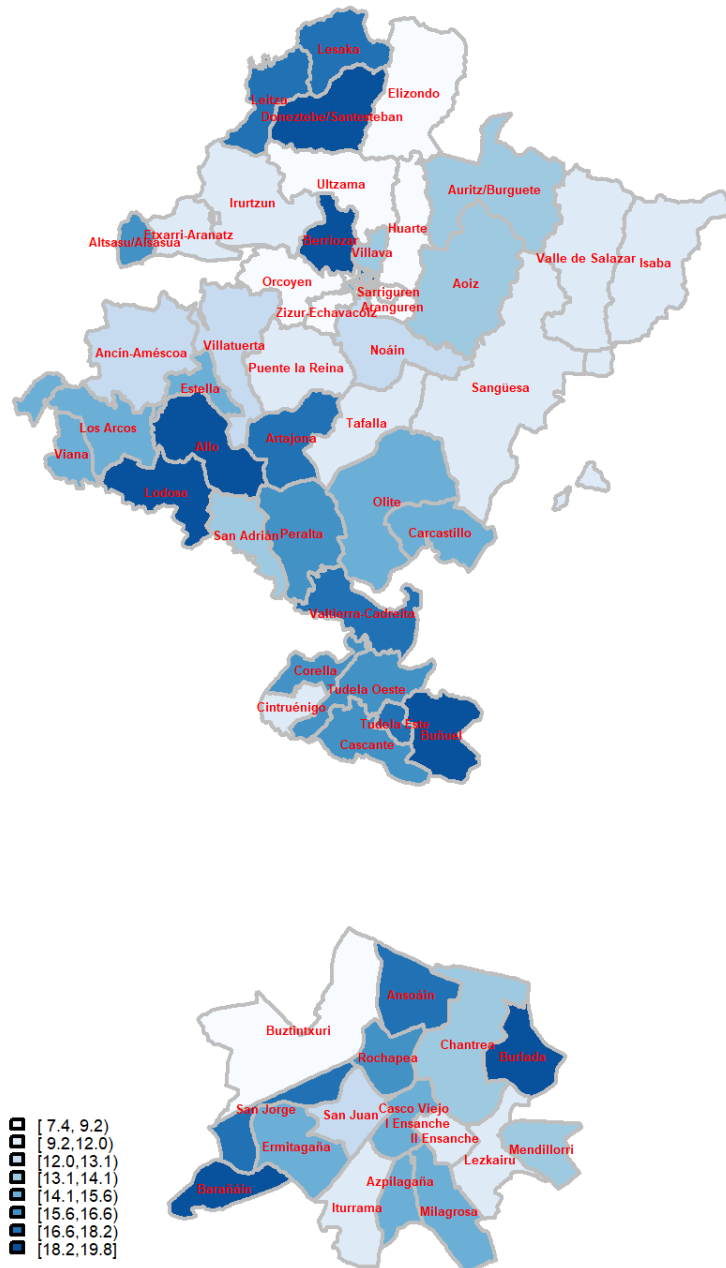 Lesaka
Elizondo
Leitza
Doneztebe/Santesteban
Ultzama
Auritz/Burguete
Irurtzun
Huarte
Etxarri-Aranatz
Altsasu/Alsasua
Berriozar
Villava
Valle de Salazar
Isaba
Orcoyen
Sarriguren
Aoiz
Aranguren
Zizur-Echavacoiz
Ancín-Améscoa
Villatuerta
Noáin
Puente la Reina
Estella
Sangüesa
Los Arcos
Tafalla
Artajona
Allo
Viana
Lodosa
Olite
San Adrián
Peralta
Carcastillo
Valtierra-Cadreita
Corella
Tudela Oeste
Cintruénigo
Tudela Este
Buñuel
Cascante
Ansoáin
Buztintxuri
Chantrea
Rochapea
Burlada
San Jorge
San Juan
Casco Viejo
I Ensanche
II Ensanche
Ermitagaña
Mendillorri
Lezkairu
Barañáin
Azpilagaña
Iturrama
Milagrosa
[ 7.4, 9.2)
[ 9.2,12.0)
[12.0,13.1)
[13.1,14.1)
[14.1,15.6)
[15.6,16.6)
[16.6,18.2)
[18.2,19.8]